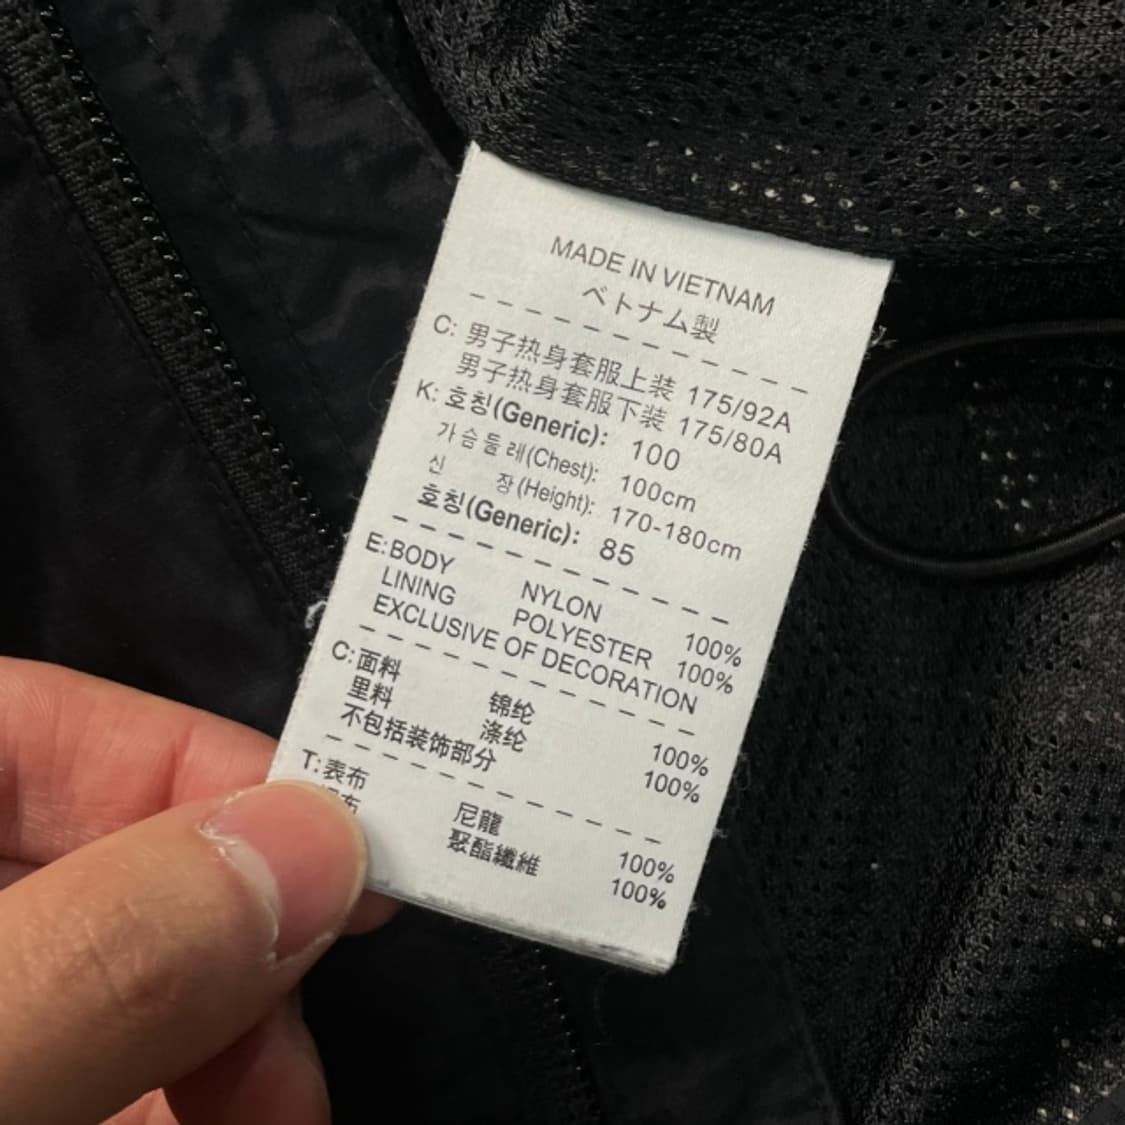 MADE IN VIETNAM
ベトナム製
C: 男子热身套服上装 175/92A
男子热身套服下装 175/80A
K: 호칭(Generic): 100
가슴둘레(Chest): 100cm
신 장(Height): 170-180cm
호칭(Generic): 85
E: BODY NYLON 100%
LINING POLYESTER 100%
EXCLUSIVE OF DECORATION
C: 面料 锦纶 100%
里料 涤纶 100%
不包括装饰部分
T: 表布 尼龍 100%
布 聚酯纖維 100%